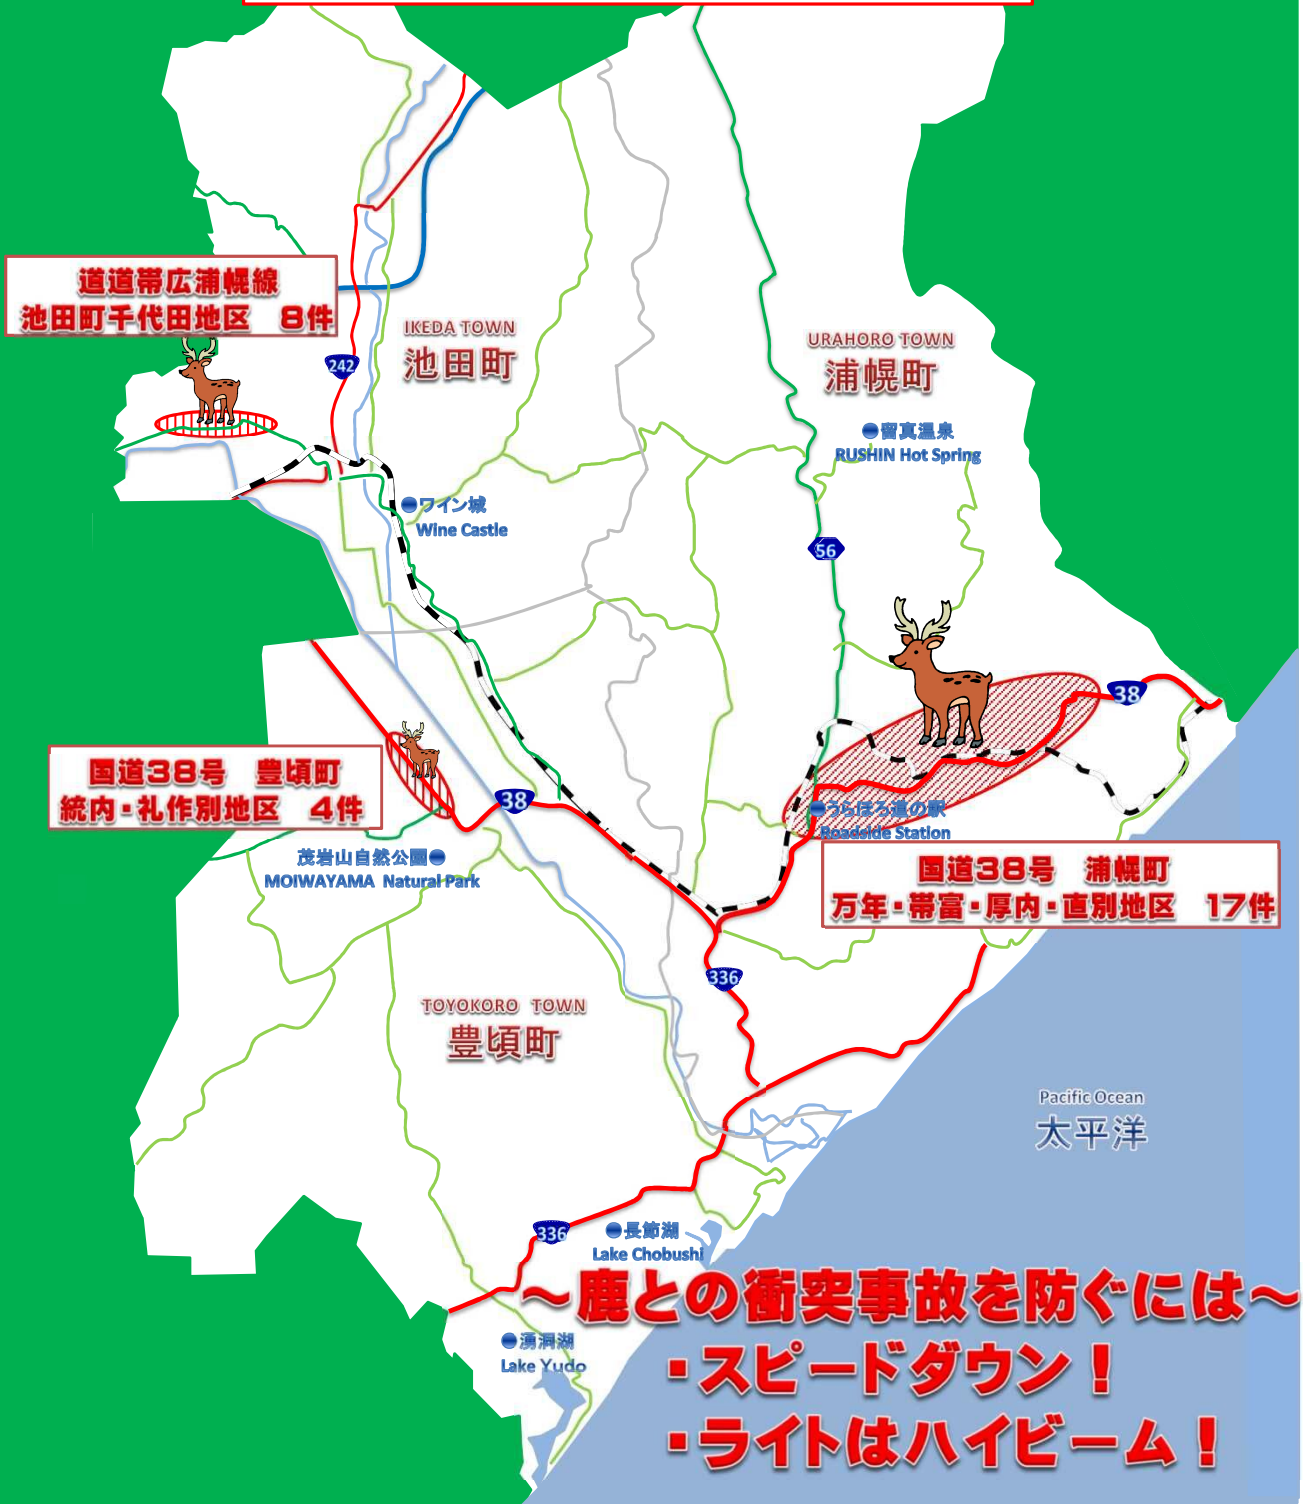 道道帯広浦幌線
池田町千代田地区　8件
IKEDA TOWN
池田町
URAHORO TOWN
浦幌町
242
留真温泉
RUSHIN Hot Spring
ワイン城
Wine Castle
56
38
国道38号　豊頃町
統内・礼作別地区　4件
38
うらほろ道の駅
Roadside Station
茂岩山自然公園
MOIWAYAMA Natural Park
国道38号　浦幌町
万年・帯富・厚内・直別地区　17件
336
TOYOKORO TOWN
豊頃町
Pacific Ocean
太平洋
336
長節湖
Lake Chobushi
～鹿との衝突事故を防ぐには～
湧洞湖
Lake Yudo
・スピードダウン！
・ライトはハイビーム！